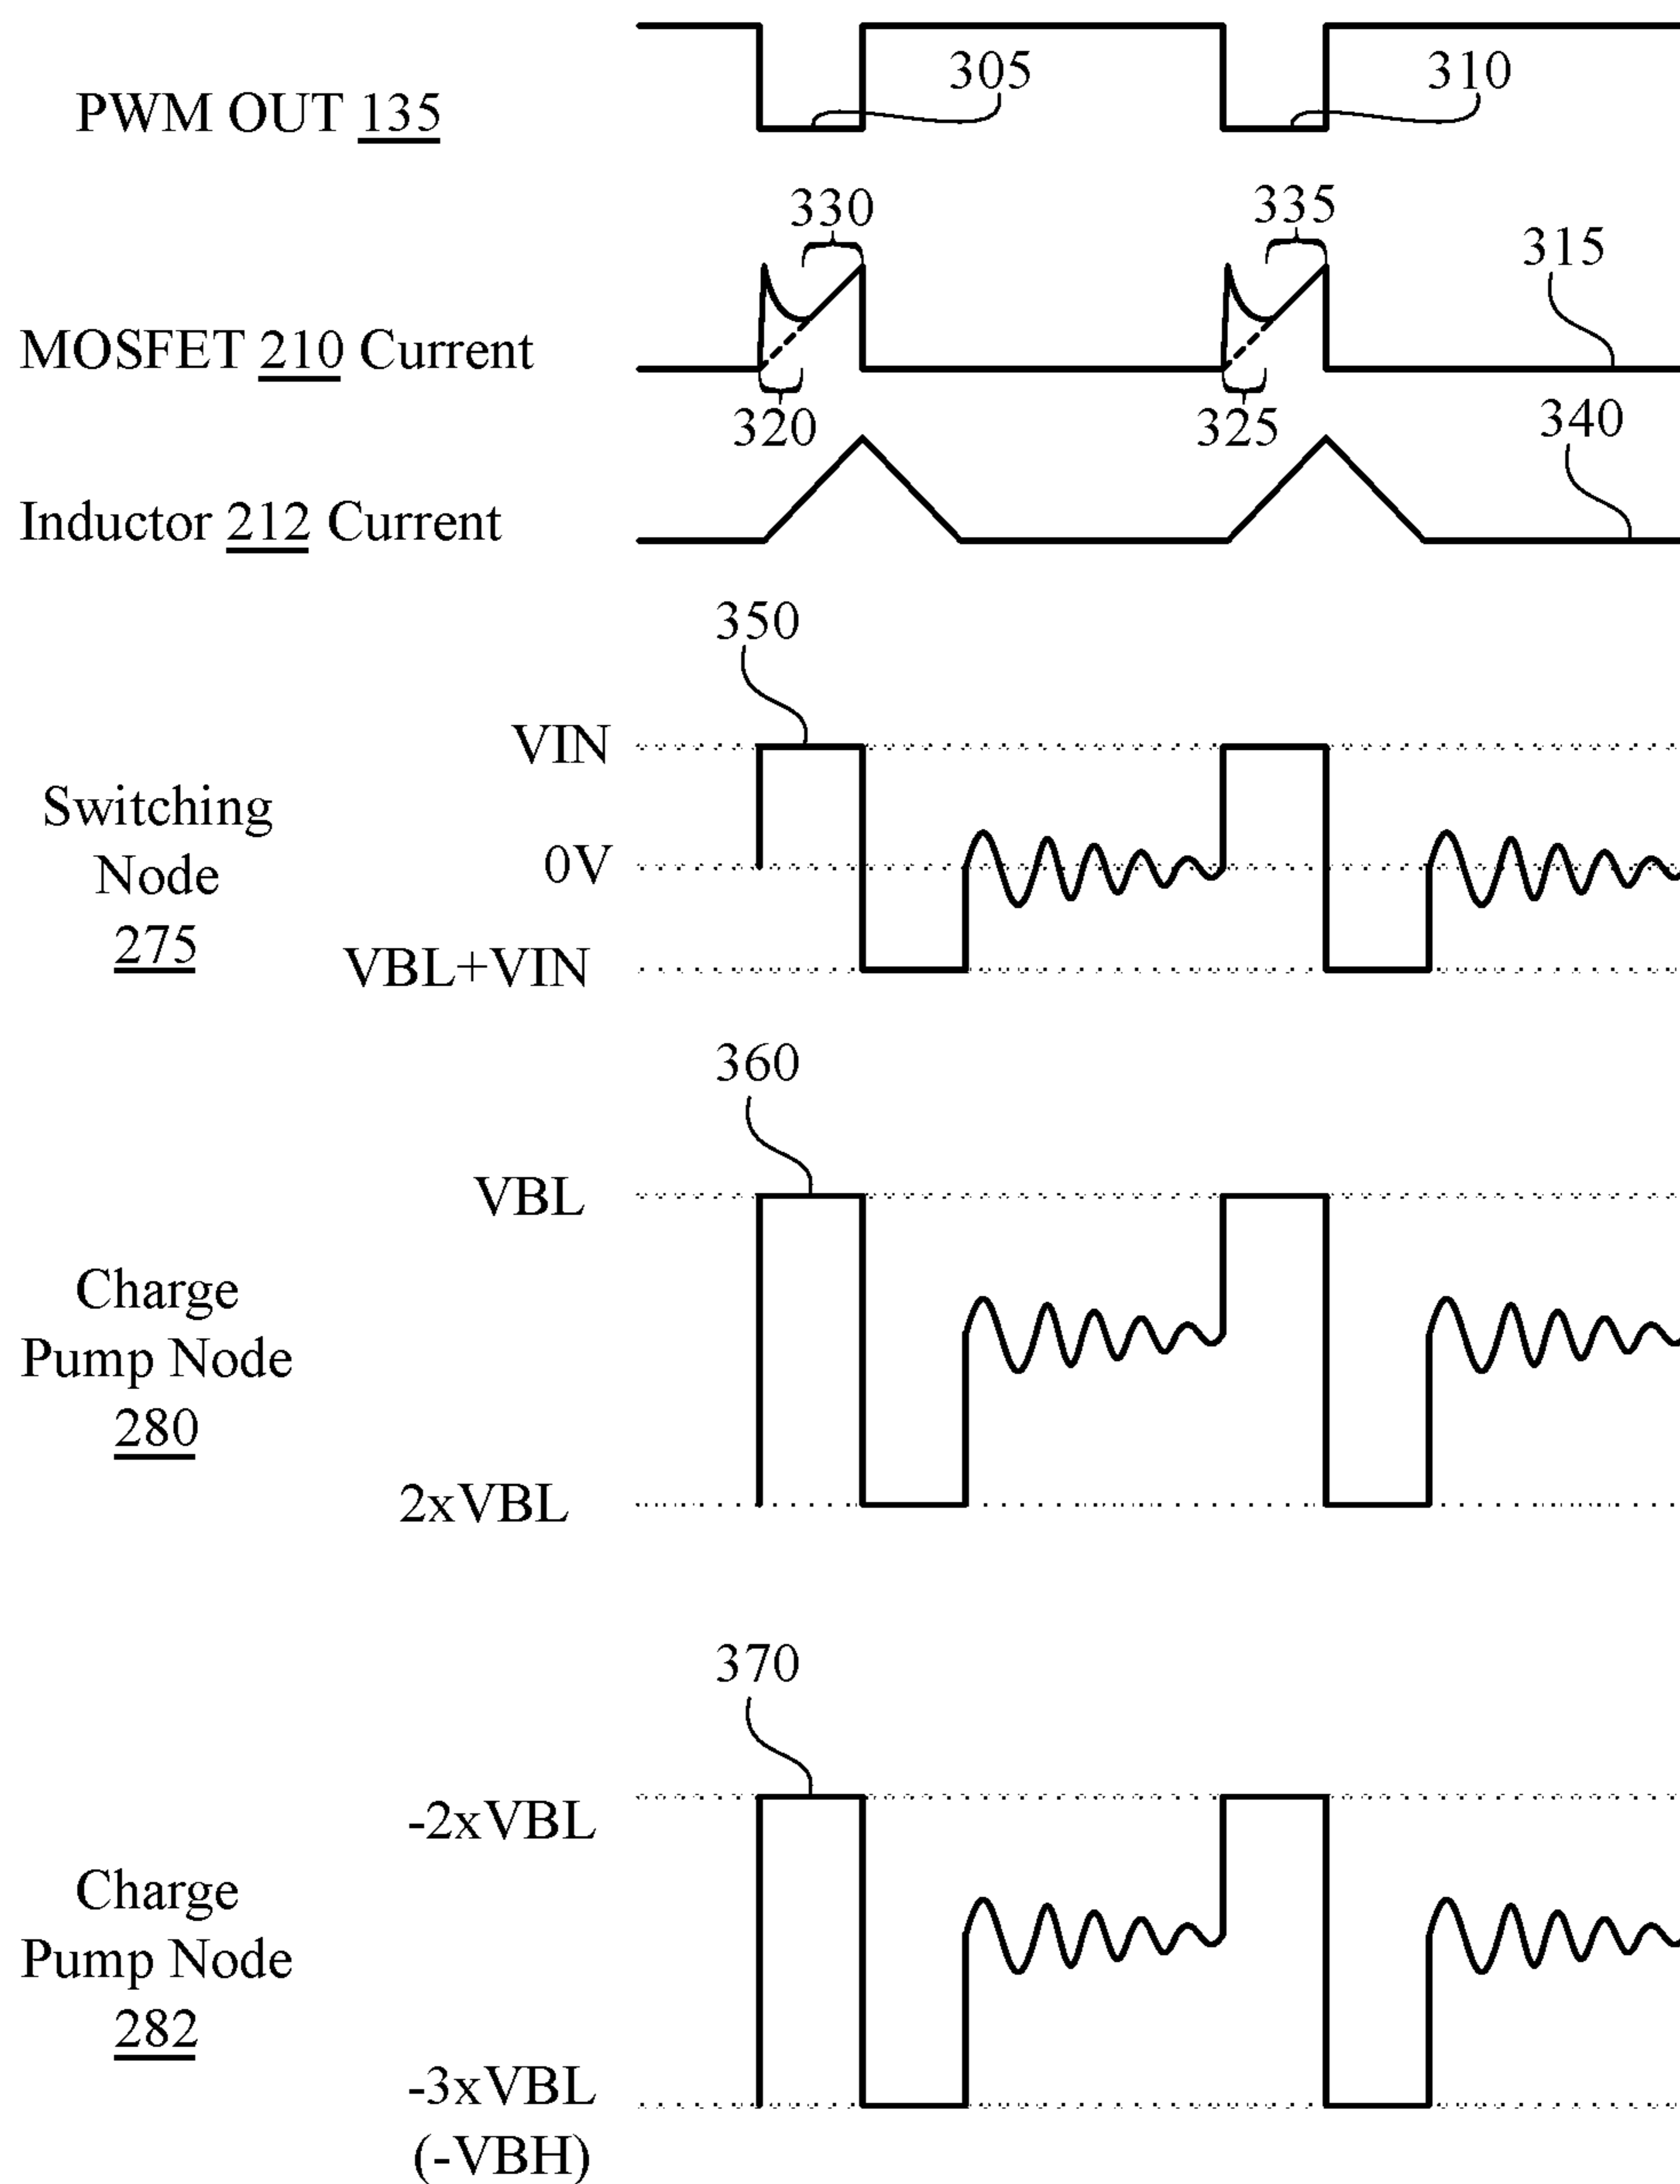 305
310
PWM OUT 135
330
335
315
MOSFET 210 Current
320
325
340
Inductor 212 Current
350
VIN
Switching
Node
275
0V
VBL+VIN
360
VBL
Charge
Pump Node
280
2xVBL
370
-2xVBL
Charge
Pump Node
282
-3xVBL
(-VBH)